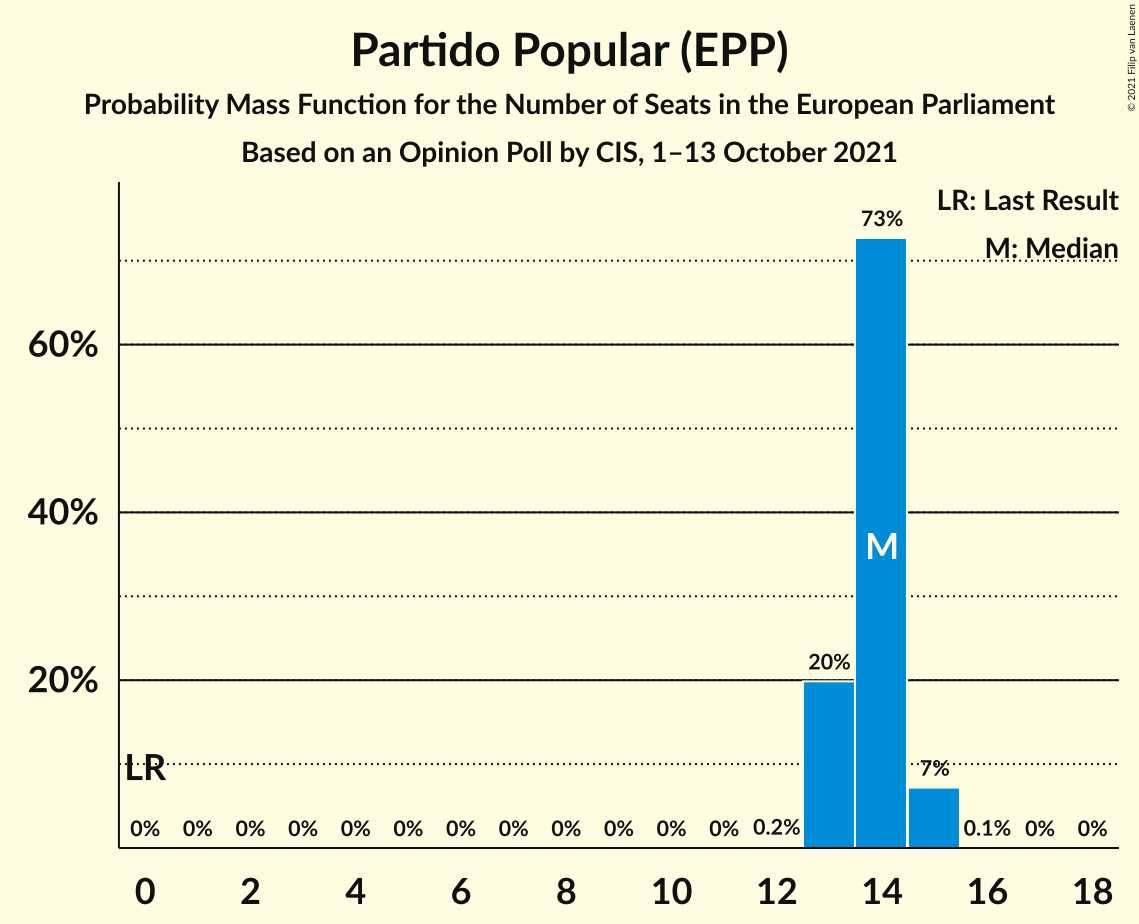 Partido Popular (EPP)
Probability Mass Function for the Number of Seats in the European Parliament
Based on an Opinion Poll by CIS, 1–13 October 2021
© 2021 Filip van Laenen
LR: Last Result
M: Median
73%
60%
40%
M
20%
20%
LR
7%
0% 0% 0% 0% 0% 0% 0% 0% 0% 0% 0% 0% 0.2% 0.1% 0% 0%
0 2 4 6 8 10 12 14 16 18